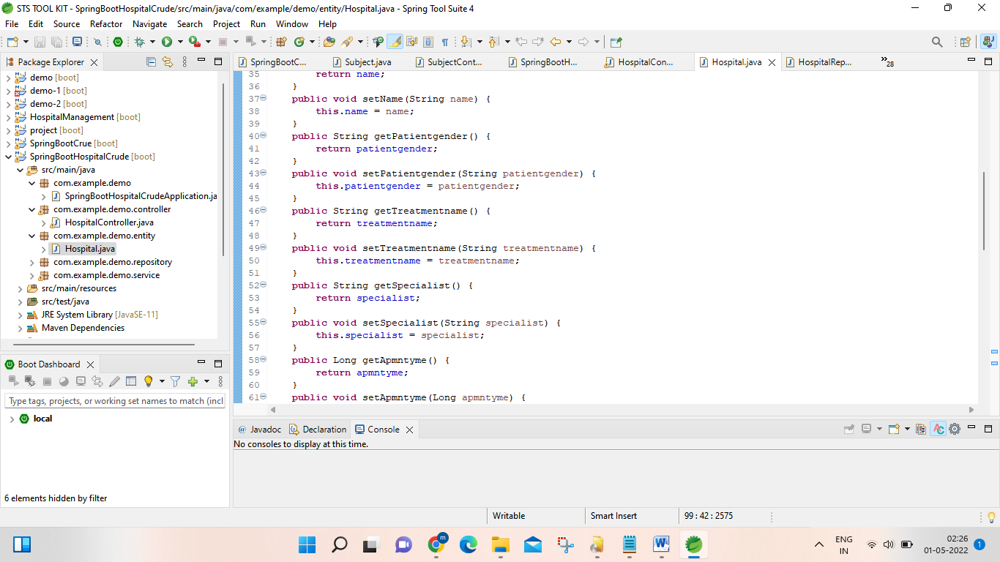 STS TOOL KIT - SpringBootHospitalCrude/src/main/java/com/example/demo/entity/Hospital.java - Spring Tool Suite 4
File Edit Source Refactor Navigate Search Project Run Window Help
Package Explorer
demo [boot]
demo-1 [boot]
demo-2 [boot]
HospitalManagement [boot]
project [boot]
SpringBootCrue [boot]
SpringBootHospitalCrude [boot]
src/main/java
com.example.demo
SpringBootHospitalCrudeApplication.ja
com.example.demo.controller
HospitalController.java
com.example.demo.entity
Hospital.java
com.example.demo.repository
com.example.demo.service
src/main/resources
src/test/java
JRE System Library [JavaSE-11]
Maven Dependencies
Boot Dashboard
Type tags, projects, or working set names to match (incl
local
6 elements hidden by filter
SpringBootC... Subject.java SubjectCont... SpringBootH... HospitalCon... Hospital.java HospitalRep... »28
35 return name;
36 }
37 public void setName(String name) {
38 this.name = name;
39 }
40 public String getPatientgender() {
41 return patientgender;
42 }
43 public void setPatientgender(String patientgender) {
44 this.patientgender = patientgender;
45 }
46 public String getTreatmentname() {
47 return treatmentname;
48 }
49 public void setTreatmentname(String treatmentname) {
50 this.treatmentname = treatmentname;
51 }
52 public String getSpecialist() {
53 return specialist;
54 }
55 public void setSpecialist(String specialist) {
56 this.specialist = specialist;
57 }
58 public Long getApmntyme() {
59 return apmntyme;
60 }
61 public void setApmntyme(Long apmntyme) {
@ Javadoc Declaration Console
No consoles to display at this time.
Writable Smart Insert 99 : 42 : 2575
m
ENG
IN
02:26
01-05-2022
1